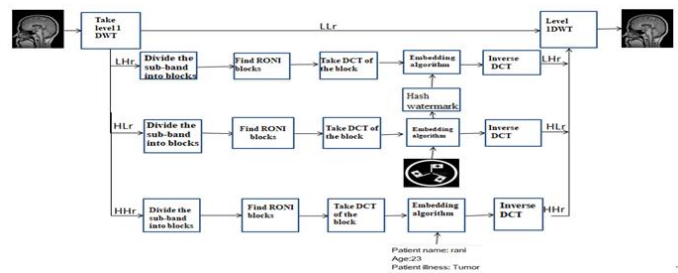 Take
level 1
DWT
LLr
Level
1DWT
LHr
Divide the
sub-band
into blocks
Find RONI
blocks
Take DCT of
the block
Embedding
algorithm
Inverse
DCT
LHr
Hash
watermark
HLr
Divide the
sub-band
into blocks
Find RONI
blocks
Take DCT of
the block
Embedding
algorithm
Inverse
DCT
HLr
HHr
Divide the
sub-band
into blocks
Find RONI
blocks
Take DCT
of the
block
Embedding
algorithm
Inverse
DCT
HHr
Patient name: rani
Age:23
Patient illness: Tumor